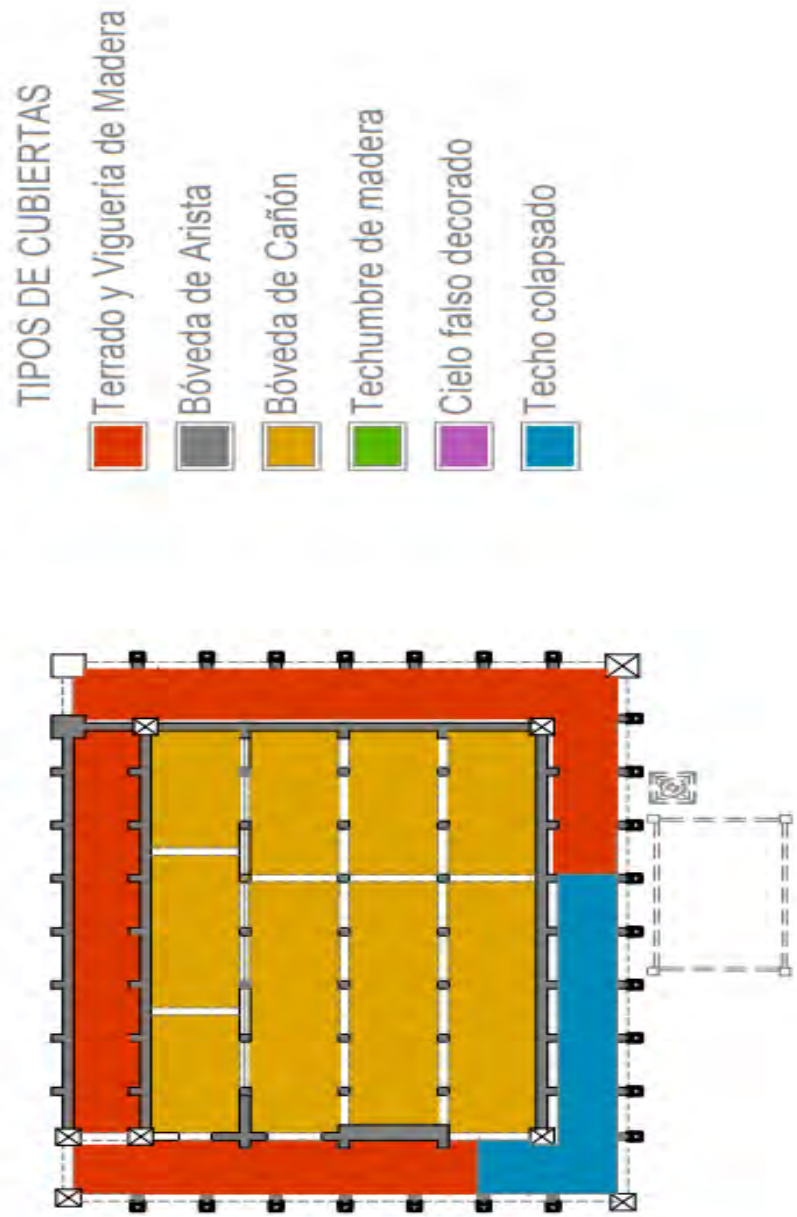 TIPOS DE CUBIERTAS
Terrado y Viguería de Madera
Bóveda de Arista
Bóveda de Cañón
Techumbre de madera
Cielo falso decorado
Techo colapsado